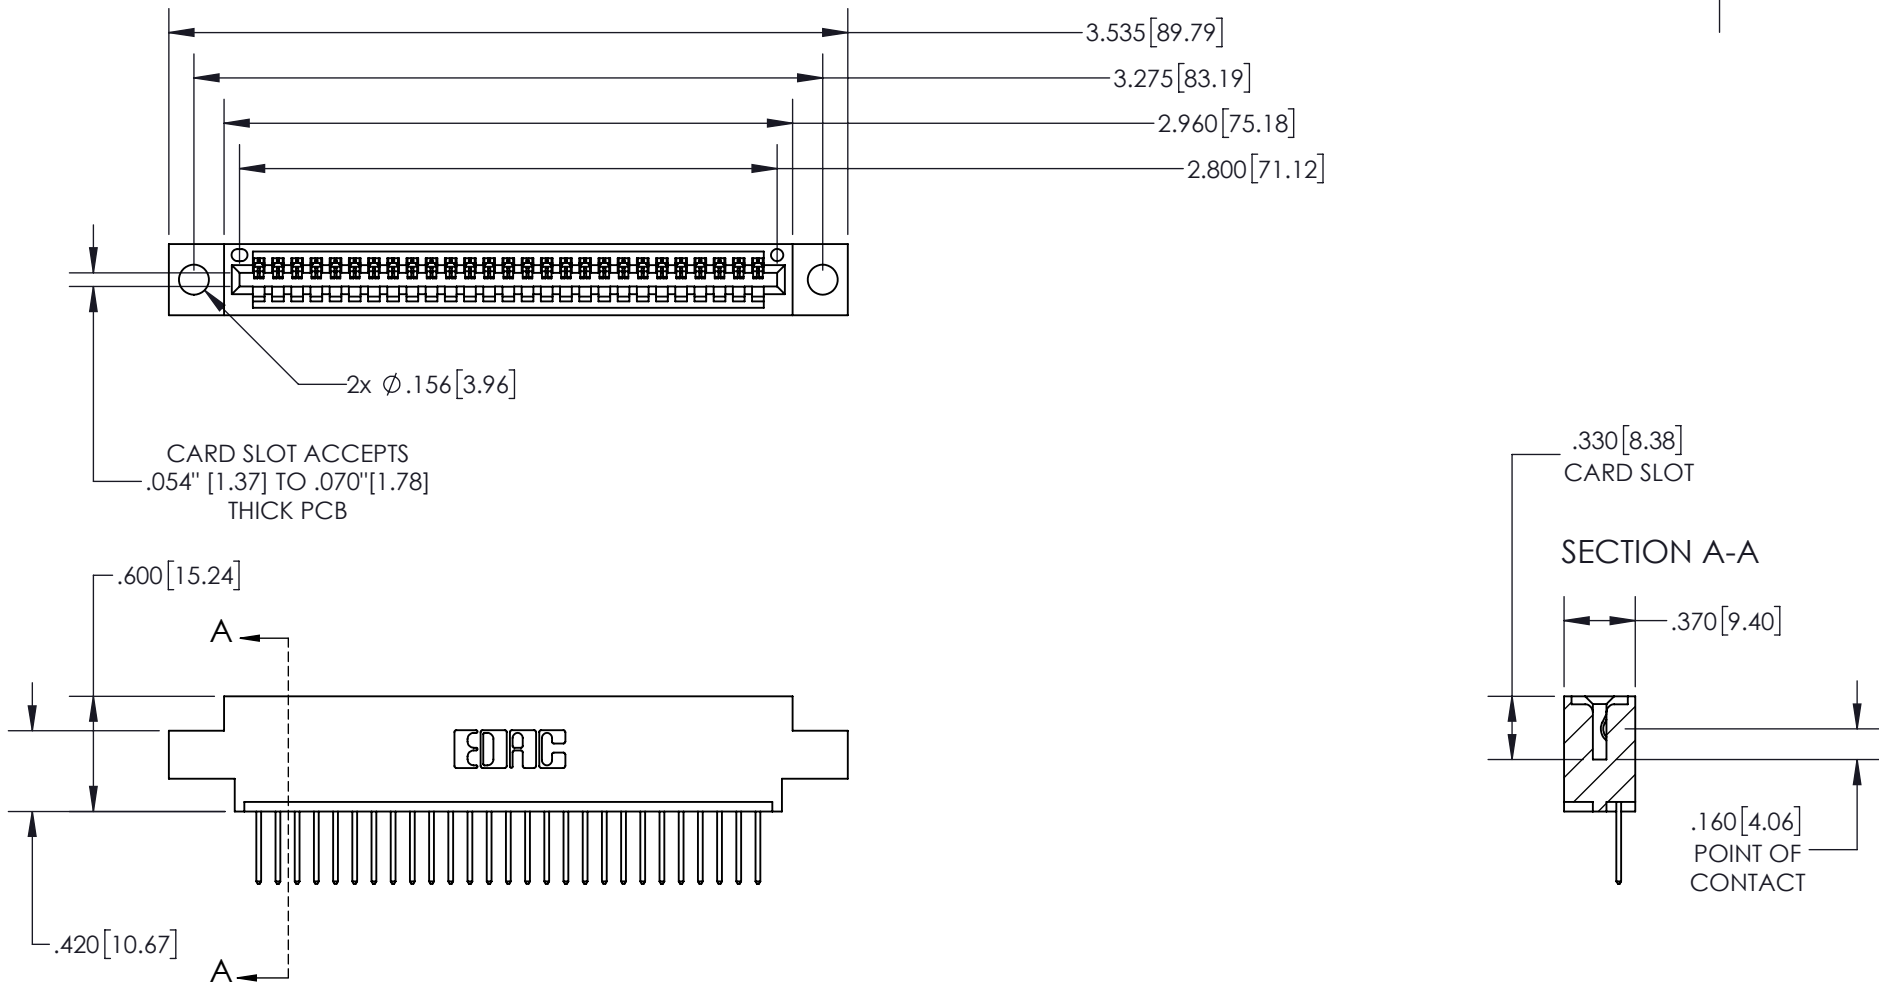 3.535[89.79]
3.275[83.19]
2.960[75.18]
2.800[71.12]
2x ∅.156[3.96]
CARD SLOT ACCEPTS
.054" [1.37] TO .070"[1.78]
THICK PCB
.330[8.38]
CARD SLOT
SECTION A-A
.600[15.24]
.370[9.40]
A
EDAC
.160[4.06]
POINT OF
CONTACT
.420[10.67]
A